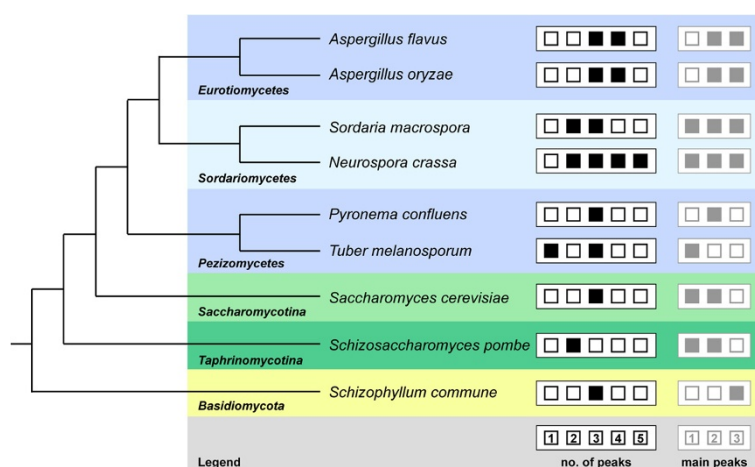 Aspergillus flavus
Aspergillus oryzae
Eurotiomycetes
Sordaria macrospora
Neurospora crassa
Sordariomycetes
Pyronema confluens
Tuber melanosporum
Pezizomycetes
Saccharomyces cerevisiae
Saccharomycotina
Schizosaccharomyces pombe
Taphrinomycotina
Schizophyllum commune
Basidiomycota
1 2 3 4 5 1 2 3
Legend no. of peaks main peaks